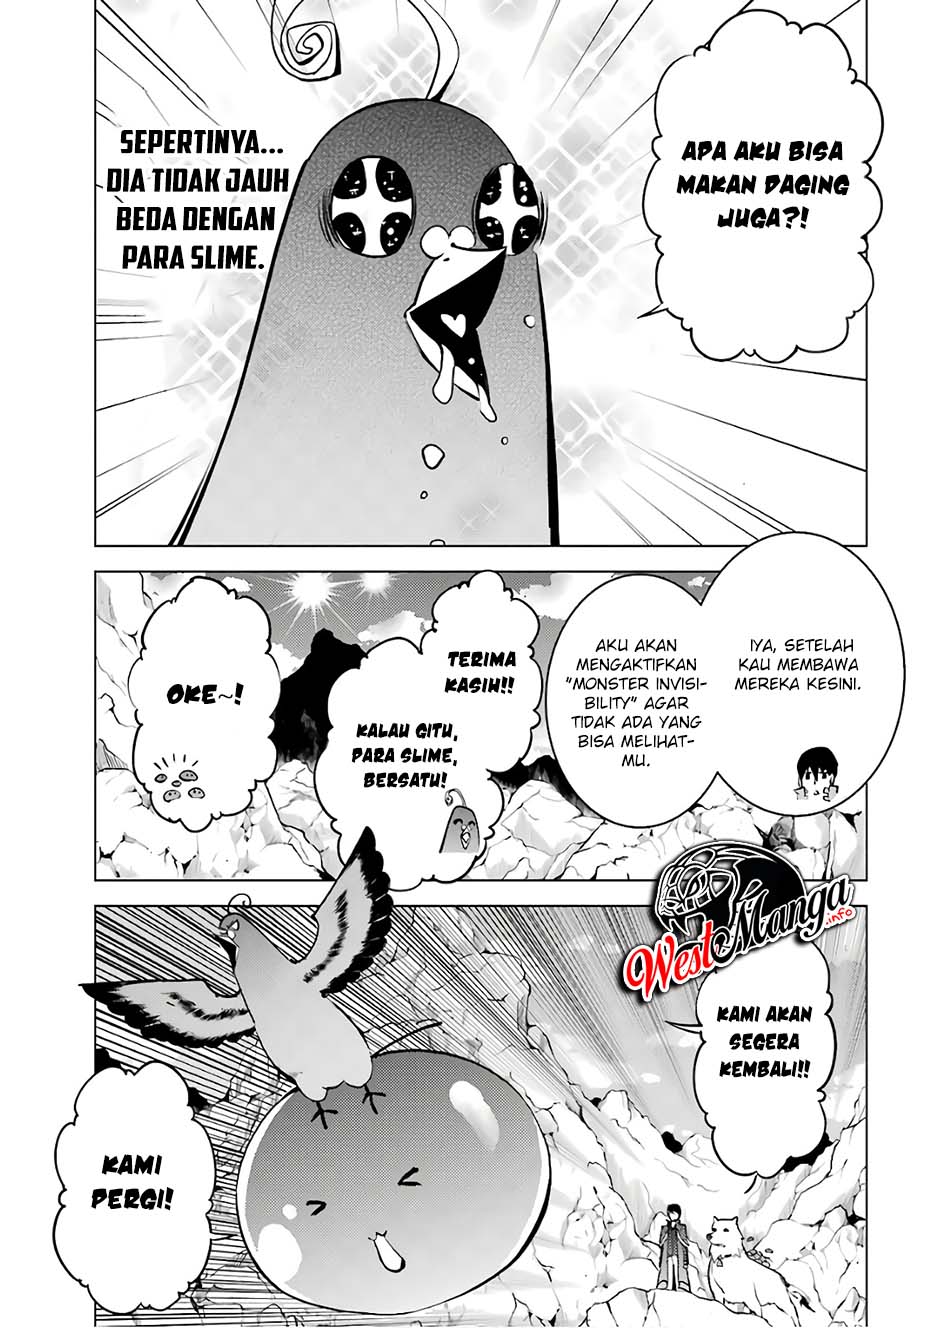 APA AKU BISA
MAKAN DAGING
JUGA?!
SEPERTINYA...
DIA TIDAK JAUH
BEDA DENGAN
PARA SLIME.
IYA, SETELAH
KAU MEMBAWA
MEREKA KESINI.
AKU AKAN
MENGAKTIFKAN
"MONSTER INVISI-
BILITY" AGAR
TIDAK ADA YANG
BISA MELIHAT-
MU.
TERIMA
KASIH!!
KALAU GITU,
PARA SLIME,
BERSATU!
OKE~!
WestManga
.info
KAMI AKAN
SEGERA
KEMBALI!!
KAMI
PERGI!